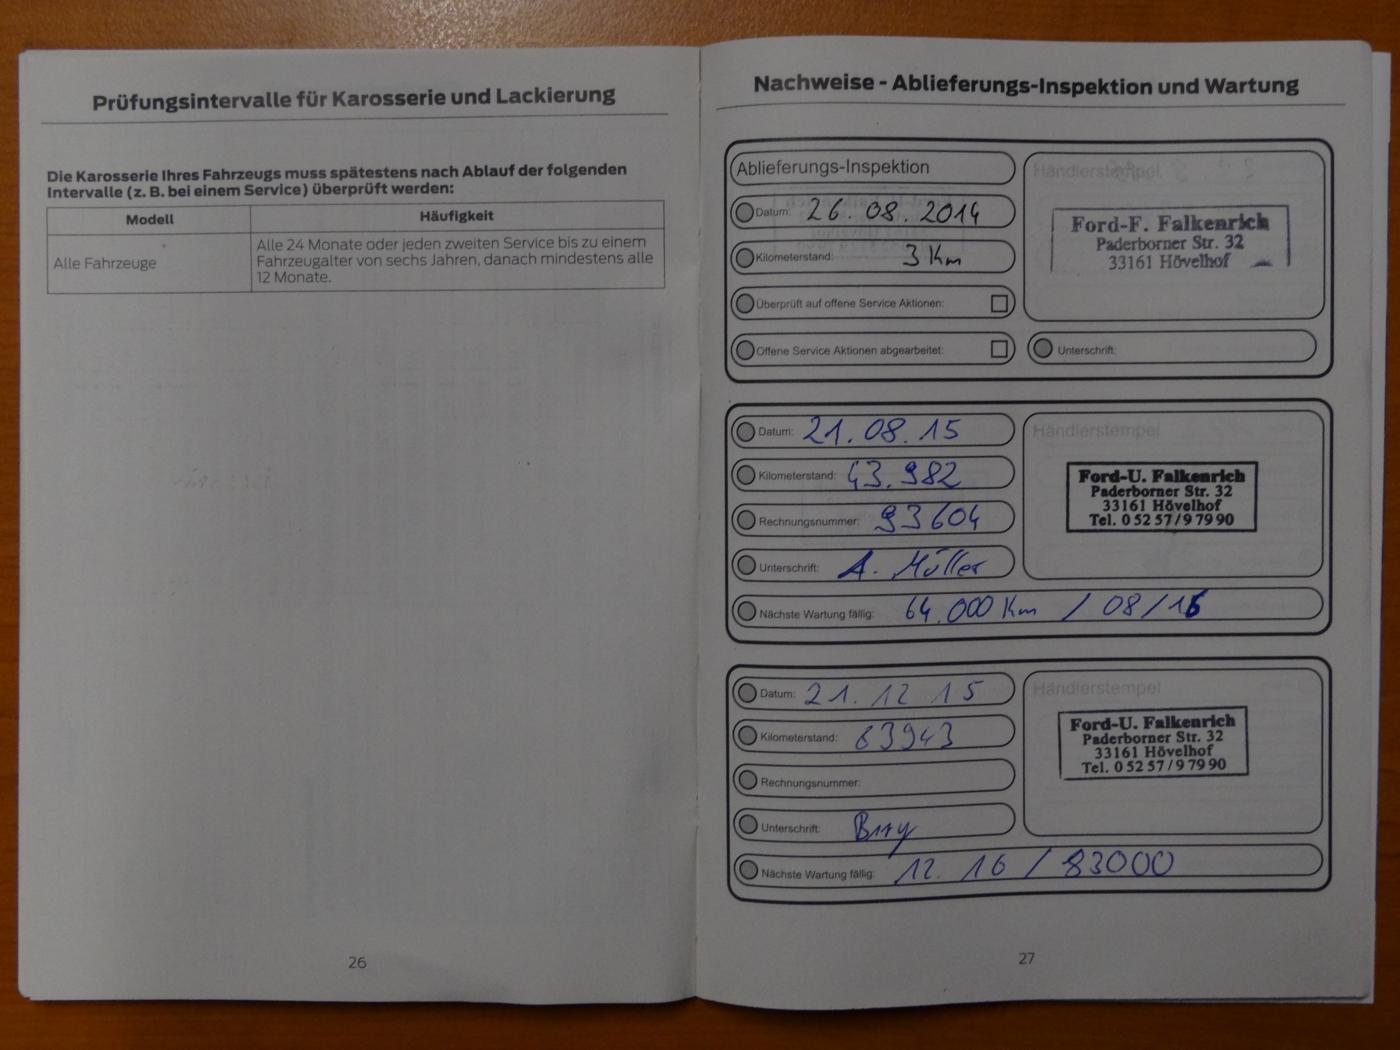 Prüfungsintervalle für Karosserie und Lackierung
Die Karosserie Ihres Fahrzeugs muss spätestens nach Ablauf der folgenden
Intervalle (z. B. bei einem Service) überprüft werden:
Modell Häufigkeit
Alle Fahrzeuge
Alle 24 Monate oder jeden zweiten Service bis zu einem
Fahrzeugalter von sechs Jahren, danach mindestens alle
12 Monate.
26
Nachweise - Ablieferungs-Inspektion und Wartung
Ablieferungs-Inspektion
Datum: 26.08.2014
Kilometerstand: 3 Km
Überprüft auf offene Service Aktionen:
Offene Service Aktionen abgearbeitet:
Händlerstempel
Ford-F. Falkenrich
Paderborner Str. 32
33161 Hövelhof
Unterschrift:
Datum: 21.08.15
Kilometerstand: 43.982
Rechnungsnummer: 93604
Unterschrift: A. Müller
Nächste Wartung fällig: 64.000 Km / 08/16
Händlerstempel
Ford-U. Falkenrich
Paderborner Str. 32
33161 Hövelhof
Tel. 0 52 57 / 9 79 90
Datum: 21. 12 15
Kilometerstand: 63943
Rechnungsnummer:
Unterschrift:
Nächste Wartung fällig: 12. 16 / 83000
Händlerstempel
Ford-U. Falkenrich
Paderborner Str. 32
33161 Hövelhof
Tel. 0 52 57 / 9 79 90
27